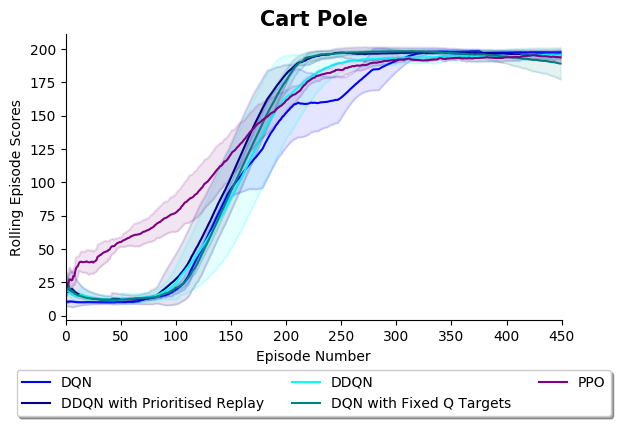 Cart Pole
Rolling Episode Scores
200
175
150
125
100
75
50
25
0
0 50 100 150 200 250 300 350 400 450
Episode Number
DQN DDQN PPO
DDQN with Prioritised Replay DQN with Fixed Q Targets